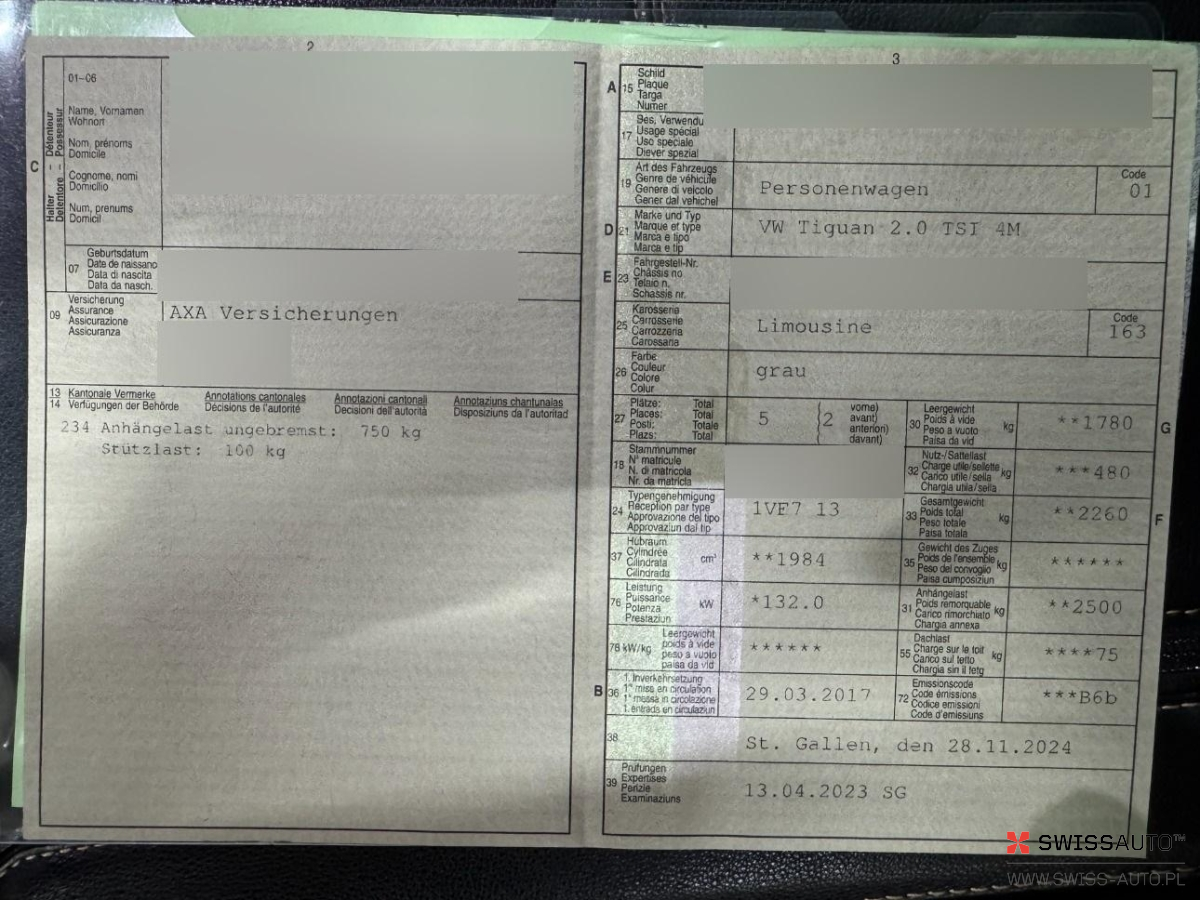 2
01-06
Halter – Détenteur
Detentore – Possessur
Name, Vornamen
Wohnort
Nom, prénoms
Domicile
Cognome, nomi
Domicilio
Num, prenums
Domicil
C
07
Geburtsdatum
Date de naissanc
Data di nascita
Data da nasch.
09
Versicherung
Assurance
Assicurazione
Assicuranza
AXA Versicherungen
13 Kantonale Vermerke Annotations cantonales Annotazioni cantonali Annotaziuns chantunalas
14 Verfügungen der Behörde Décisions de l'autorité Decisioni dell'autorità Disposiziuns da l'autoritad
234 Anhängelast ungebremst: 750 kg
Stützlast: 100 kg
3
A 15
Schild
Plaque
Targa
Numer
17
Bes. Verwendu
Usage spécial
Uso speciale
Diever spezial
19
Art des Fahrzeugs
Genre de véhicule
Genere di veicolo
Gener dal vehichel
Personenwagen
Code
01
D 21
Marke und Typ
Marque et type
Marca e tipo
Marca e tip
VW Tiguan 2.0 TSI 4M
E 23
Fahrgestell-Nr.
Châssis no
Telaio n.
Schassis nr.
25
Karosserie
Carrosserie
Carrozzeria
Carossaria
Limousine
Code
163
26
Farbe
Couleur
Colore
Colur
grau
27
Plätze: Total
Places: Total
Posti: Totale
Plazs: Total
5 {2
vorne)
avant)
anteriori)
davant)
30
Leergewicht
Poids à vide
Peso a vuoto
Paisa da vid
kg
**1780
G
18
Stammnummer
N° matricule
N. di matricola
Nr. da matricla
32
Nutz-/Sattellast
Charge utile/sellette
Carico utile/sella
Chargia utila/sella
kg
***480
24
Typengenehmigung
Réception par type
Approvazione del tipo
Approvaziun dal tip
1VE7 13
33
Gesamtgewicht
Poids total
Peso totale
Paisa totala
kg
**2260
F
37
Hubraum
Cylindrée
Cilindrata
Cilindrada
cm³
**1984
35
Gewicht des Zuges
Poids de l'ensemble
Peso del convoglio
Paisa cumposiziun
kg
******
76
Leistung
Puissance
Potenza
Prestaziun
kW
*132.0
31
Anhängelast
Poids remorquable
Carico rimorchiato
Chargia annexa
kg
**2500
78 kW/kg
Leergewicht
poids à vide
peso a vuoto
paisa da vid
******
55
Dachlast
Charge sur le toit
Carico sul tetto
Chargia sin il tetg
kg
****75
B 36
1. Inverkehrsetzung
1re mise en circulation
1a messa in circolazione
1. entrada en circulaziun
29.03.2017
72
Emissionscode
Code émissions
Codice emissioni
Code d'emissiuns
***B6b
38
St. Gallen, den 28.11.2024
39
Prüfungen
Expertises
Perizie
Examinaziuns
13.04.2023 SG
SWISSAUTO™
WWW.SWISS-AUTO.PL